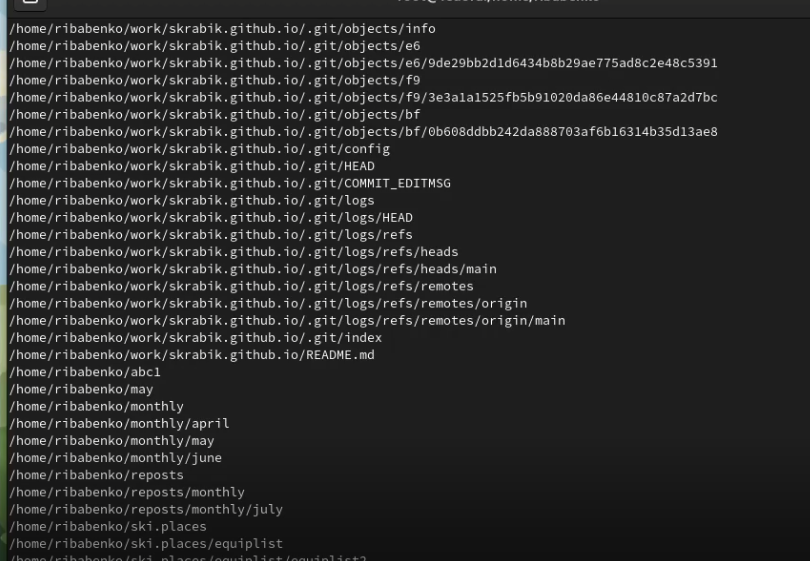 /home/ribabenko/work/skrabik.github.io/.git/objects/info
/home/ribabenko/work/skrabik.github.io/.git/objects/e6
/home/ribabenko/work/skrabik.github.io/.git/objects/e6/9de29bb2d1d6434b8b29ae775ad8c2e48c5391
/home/ribabenko/work/skrabik.github.io/.git/objects/f9
/home/ribabenko/work/skrabik.github.io/.git/objects/f9/3e3a1a1525fb5b91020da86e44810c87a2d7bc
/home/ribabenko/work/skrabik.github.io/.git/objects/bf
/home/ribabenko/work/skrabik.github.io/.git/objects/bf/0b608ddbb242da888703af6b16314b35d13ae8
/home/ribabenko/work/skrabik.github.io/.git/config
/home/ribabenko/work/skrabik.github.io/.git/HEAD
/home/ribabenko/work/skrabik.github.io/.git/COMMIT_EDITMSG
/home/ribabenko/work/skrabik.github.io/.git/logs
/home/ribabenko/work/skrabik.github.io/.git/logs/HEAD
/home/ribabenko/work/skrabik.github.io/.git/logs/refs
/home/ribabenko/work/skrabik.github.io/.git/logs/refs/heads
/home/ribabenko/work/skrabik.github.io/.git/logs/refs/heads/main
/home/ribabenko/work/skrabik.github.io/.git/logs/refs/remotes
/home/ribabenko/work/skrabik.github.io/.git/logs/refs/remotes/origin
/home/ribabenko/work/skrabik.github.io/.git/logs/refs/remotes/origin/main
/home/ribabenko/work/skrabik.github.io/.git/index
/home/ribabenko/work/skrabik.github.io/README.md
/home/ribabenko/abc1
/home/ribabenko/may
/home/ribabenko/monthly
/home/ribabenko/monthly/april
/home/ribabenko/monthly/may
/home/ribabenko/monthly/june
/home/ribabenko/reposts
/home/ribabenko/reposts/monthly
/home/ribabenko/reposts/monthly/july
/home/ribabenko/ski.places
/home/ribabenko/ski.places/equiplist